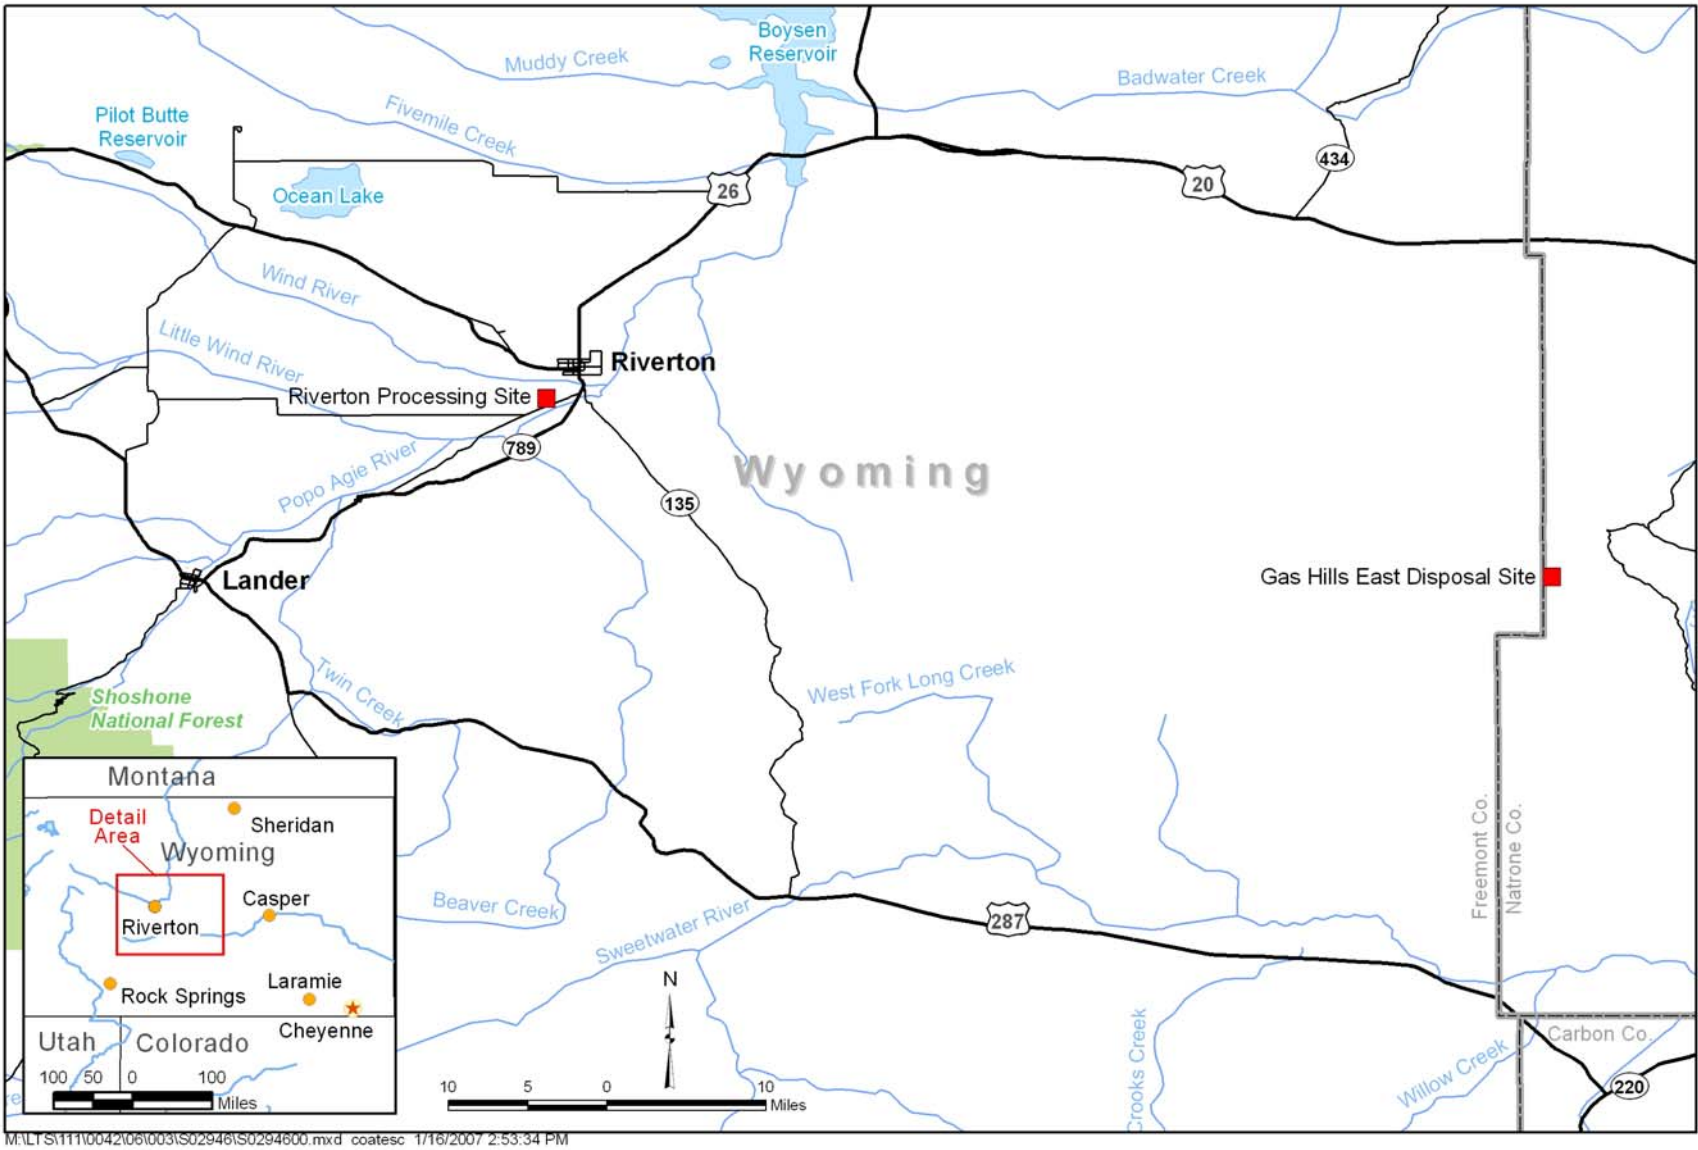 Boysen
Reservoir
Muddy Creek
Badwater Creek
Fivemile Creek
Pilot Butte
Reservoir
434
26
20
Ocean Lake
Wind River
Little Wind River
Riverton
Riverton Processing Site
789
Wyoming
Popo Agie River
135
Lander
Gas Hills East Disposal Site
Twin Creek
West Fork Long Creek
Shoshone
National Forest
Montana
Detail
Area
Sheridan
Wyoming
Casper
Riverton
Rock Springs
Laramie
Cheyenne
Utah
Colorado
100 50 0 100
Miles
Freemont Co.
Natrone Co.
Beaver Creek
Sweetwater River
287
N
10 5 0 10
Miles
Crooks Creek
Willow Creek
Carbon Co.
220
M:\LTS\111\0042\06\003\S02946\S0294600.mxd coatesc 1/16/2007 2:53:34 PM